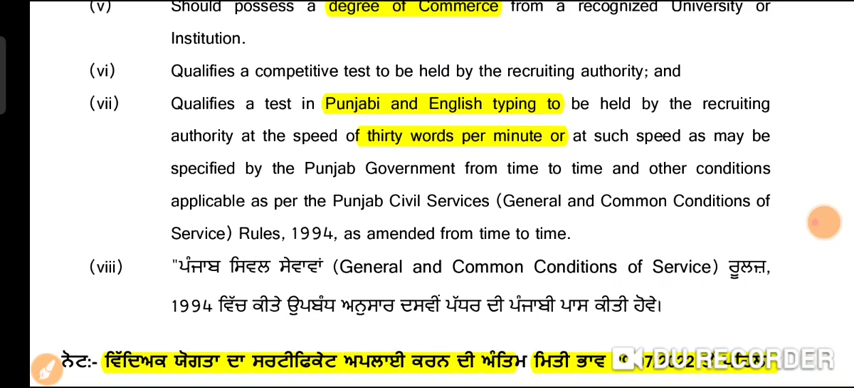 (v) Should possess a degree of Commerce from a recognized University or
Institution.
(vi) Qualifies a competitive test to be held by the recruiting authority; and
(vii) Qualifies a test in Punjabi and English typing to be held by the recruiting
authority at the speed of thirty words per minute or at such speed as may be
specified by the Punjab Government from time to time and other conditions
applicable as per the Punjab Civil Services (General and Common Conditions of
Service) Rules, 1994, as amended from time to time.
(viii) "ਪੰਜਾਬ ਸਿਵਲ ਸੇਵਾਵਾਂ (General and Common Conditions of Service) ਰੂਲਜ਼,
1994 ਵਿੱਚ ਕੀਤੇ ਉਪਬੰਧ ਅਨੁਸਾਰ ਦਸਵੀਂ ਪੱਧਰ ਦੀ ਪੰਜਾਬੀ ਪਾਸ ਕੀਤੀ ਹੋਵੇ।
ਨੋਟ:- ਵਿੱਦਿਅਕ ਯੋਗਤਾ ਦਾ ਸਰਟੀਫਿਕੇਟ ਅਪਲਾਈ ਕਰਨ ਦੀ ਅੰਤਿਮ ਮਿਤੀ ਭਾਵ
DU RECORDER